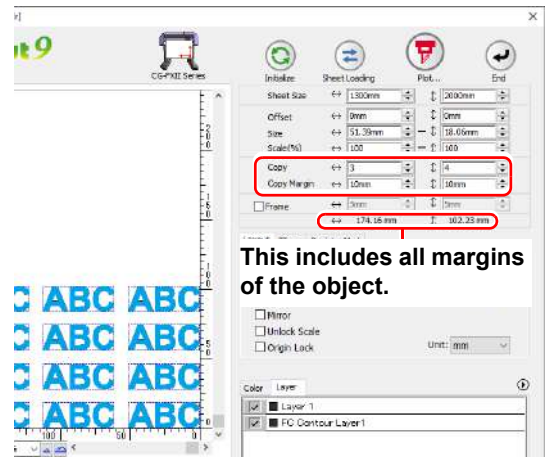 ut 9
CG-FXII Series
Initialize Sheet Loading Plot... End
Sheet Size 1300mm 2000mm
Offset 0mm 0mm
Size 51.39mm 18.06mm
Scale(%) 100 100
Copy 3 4
Copy Margin 10mm 10mm
Frame 5mm 5mm
174.16 mm 102.23 mm
This includes all margins
of the object.
Mirror
Unlock Scale
Origin Lock Unit: mm
Color Layer
Layer 1
FC Contour Layer1
C ABC ABC
C ABC ABC
C ABC ABC
C ABC ABC
100 50 0